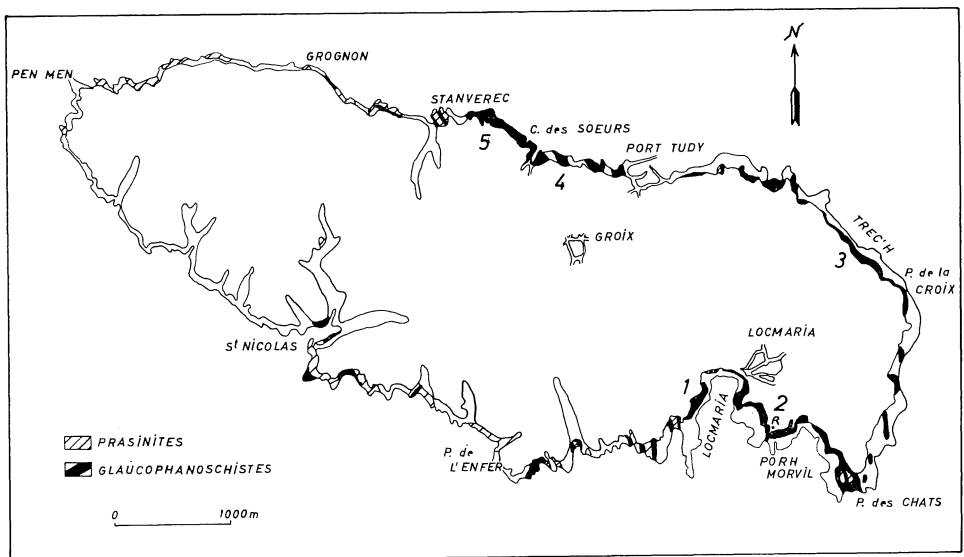 N
GROGNON
PEN MEN
STANVEREC
C. des SOEURS
5
PORT TUDY
4
GROIX
TREC'H
3
P. de la
CROIX
LOCMARIA
St NICOLAS
1
2
R
LOCMARIA
P. de
L'ENFER
PORH
MORVIL
P. des CHATS
PRASINITES
GLAUCOPHANOSCHISTES
0 1000m